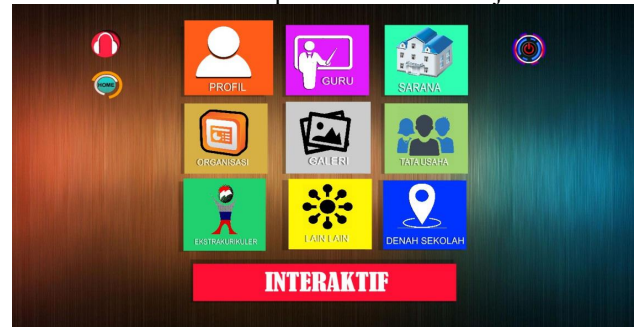 PROFIL
GURU
SARANA
HOME
ORGANISASI
GALERI
TATA USAHA
EKSTRAKURIKULER
LAIN LAIN
DENAH SEKOLAH
INTERAKTIF